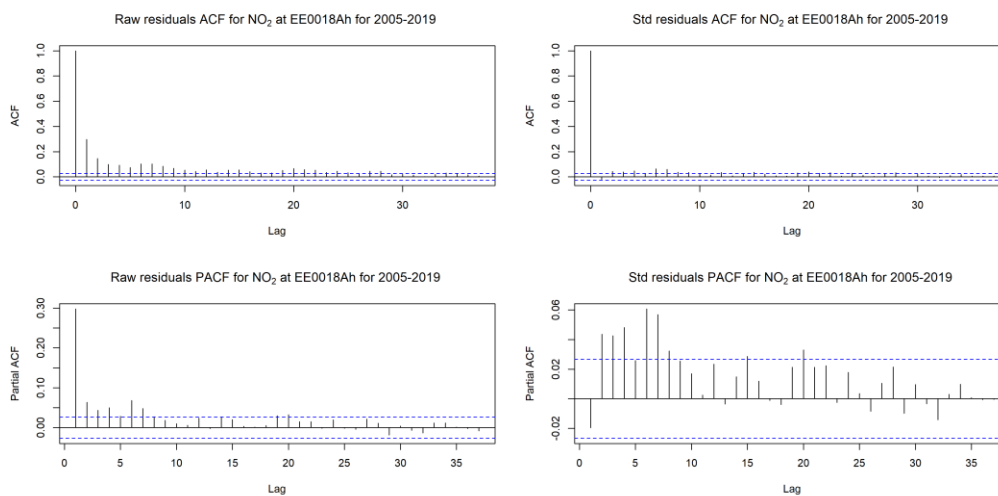 Raw residuals ACF for NO₂ at EE0018Ah for 2005-2019
ACF
1.0
0.8
0.6
0.4
0.2
0.0
0 10 20 30
Lag
Std residuals ACF for NO₂ at EE0018Ah for 2005-2019
ACF
1.0
0.8
0.6
0.4
0.2
0.0
0 10 20 30
Lag
Raw residuals PACF for NO₂ at EE0018Ah for 2005-2019
Partial ACF
0.30
0.20
0.10
0.00
0 5 10 15 20 25 30 35
Lag
Std residuals PACF for NO₂ at EE0018Ah for 2005-2019
Partial ACF
0.06
0.02
-0.02
0 5 10 15 20 25 30 35
Lag